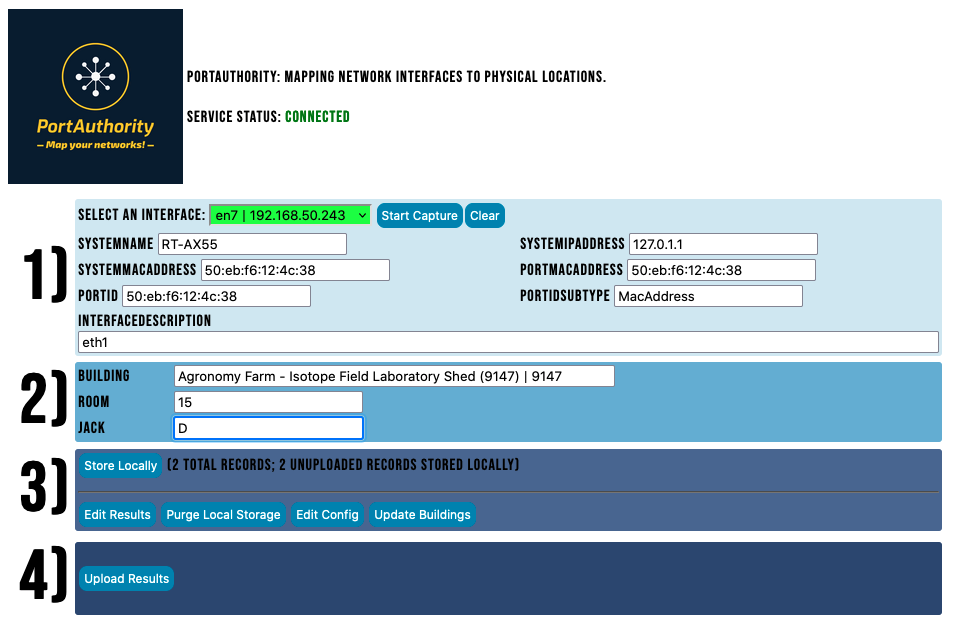 PortAuthority
– Map your networks! –
PORTAUTHORITY: MAPPING NETWORK INTERFACES TO PHYSICAL LOCATIONS.
SERVICE STATUS: CONNECTED
1)
SELECT AN INTERFACE: en7 | 192.168.50.243 Start Capture Clear
SYSTEMNAME RT-AX55 SYSTEMIPADDRESS 127.0.1.1
SYSTEMMACADDRESS 50:eb:f6:12:4c:38 PORTMACADDRESS 50:eb:f6:12:4c:38
PORTID 50:eb:f6:12:4c:38 PORTIDSUBTYPE MacAddress
INTERFACEDESCRIPTION
eth1
2)
BUILDING Agronomy Farm - Isotope Field Laboratory Shed (9147) | 9147
ROOM 15
JACK D
3)
Store Locally (2 TOTAL RECORDS; 2 UNUPLOADED RECORDS STORED LOCALLY)
Edit Results Purge Local Storage Edit Config Update Buildings
4)
Upload Results